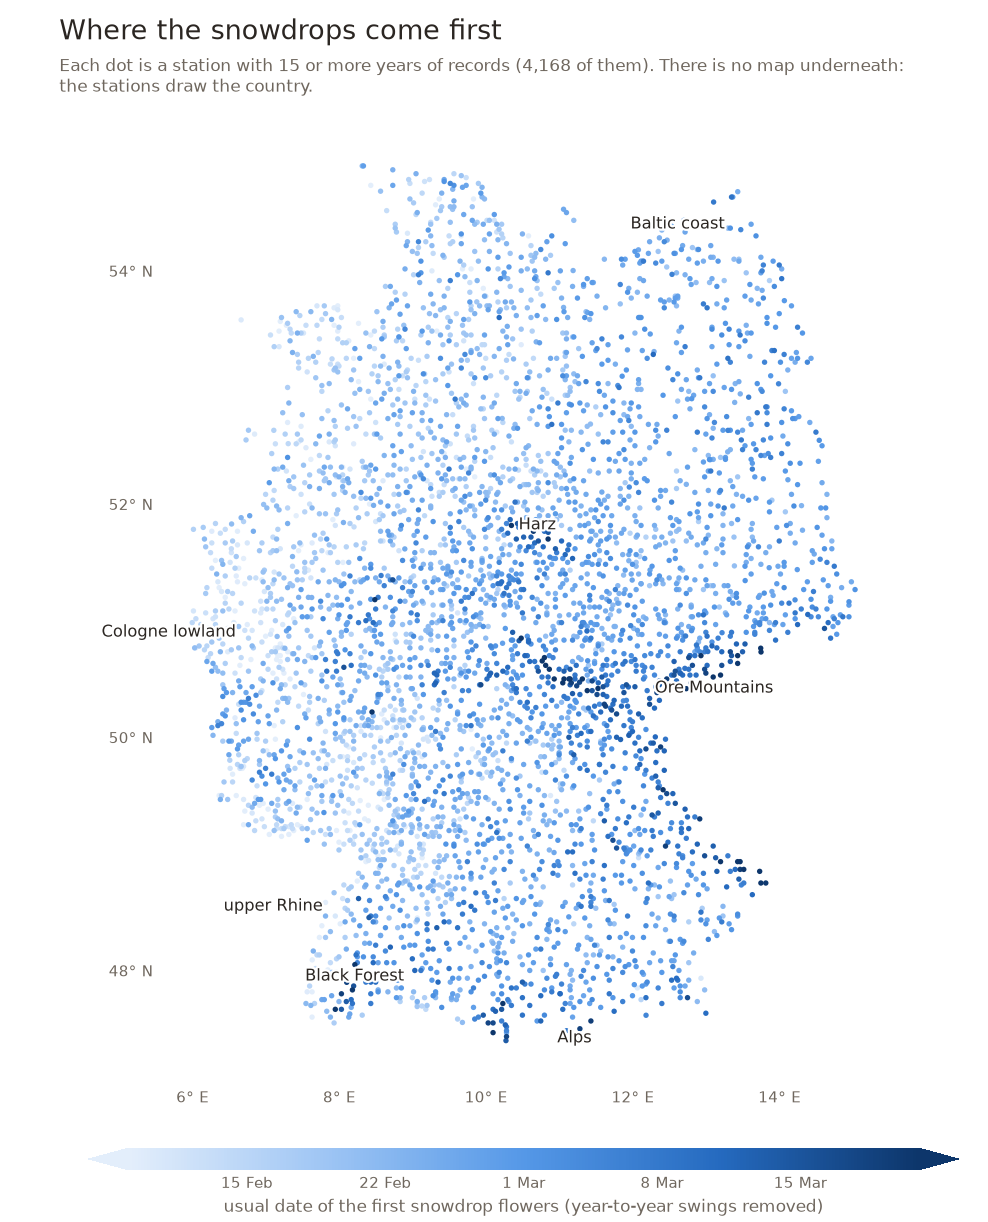 Where the snowdrops come first
Each dot is a station with 15 or more years of records (4,168 of them). There is no map underneath:
the stations draw the country.
Baltic coast
54° N
52° N
Harz
Cologne lowland
Ore Mountains
50° N
upper Rhine
48° N
Black Forest
Alps
6° E 8° E 10° E 12° E 14° E
15 Feb 22 Feb 1 Mar 8 Mar 15 Mar
usual date of the first snowdrop flowers (year-to-year swings removed)